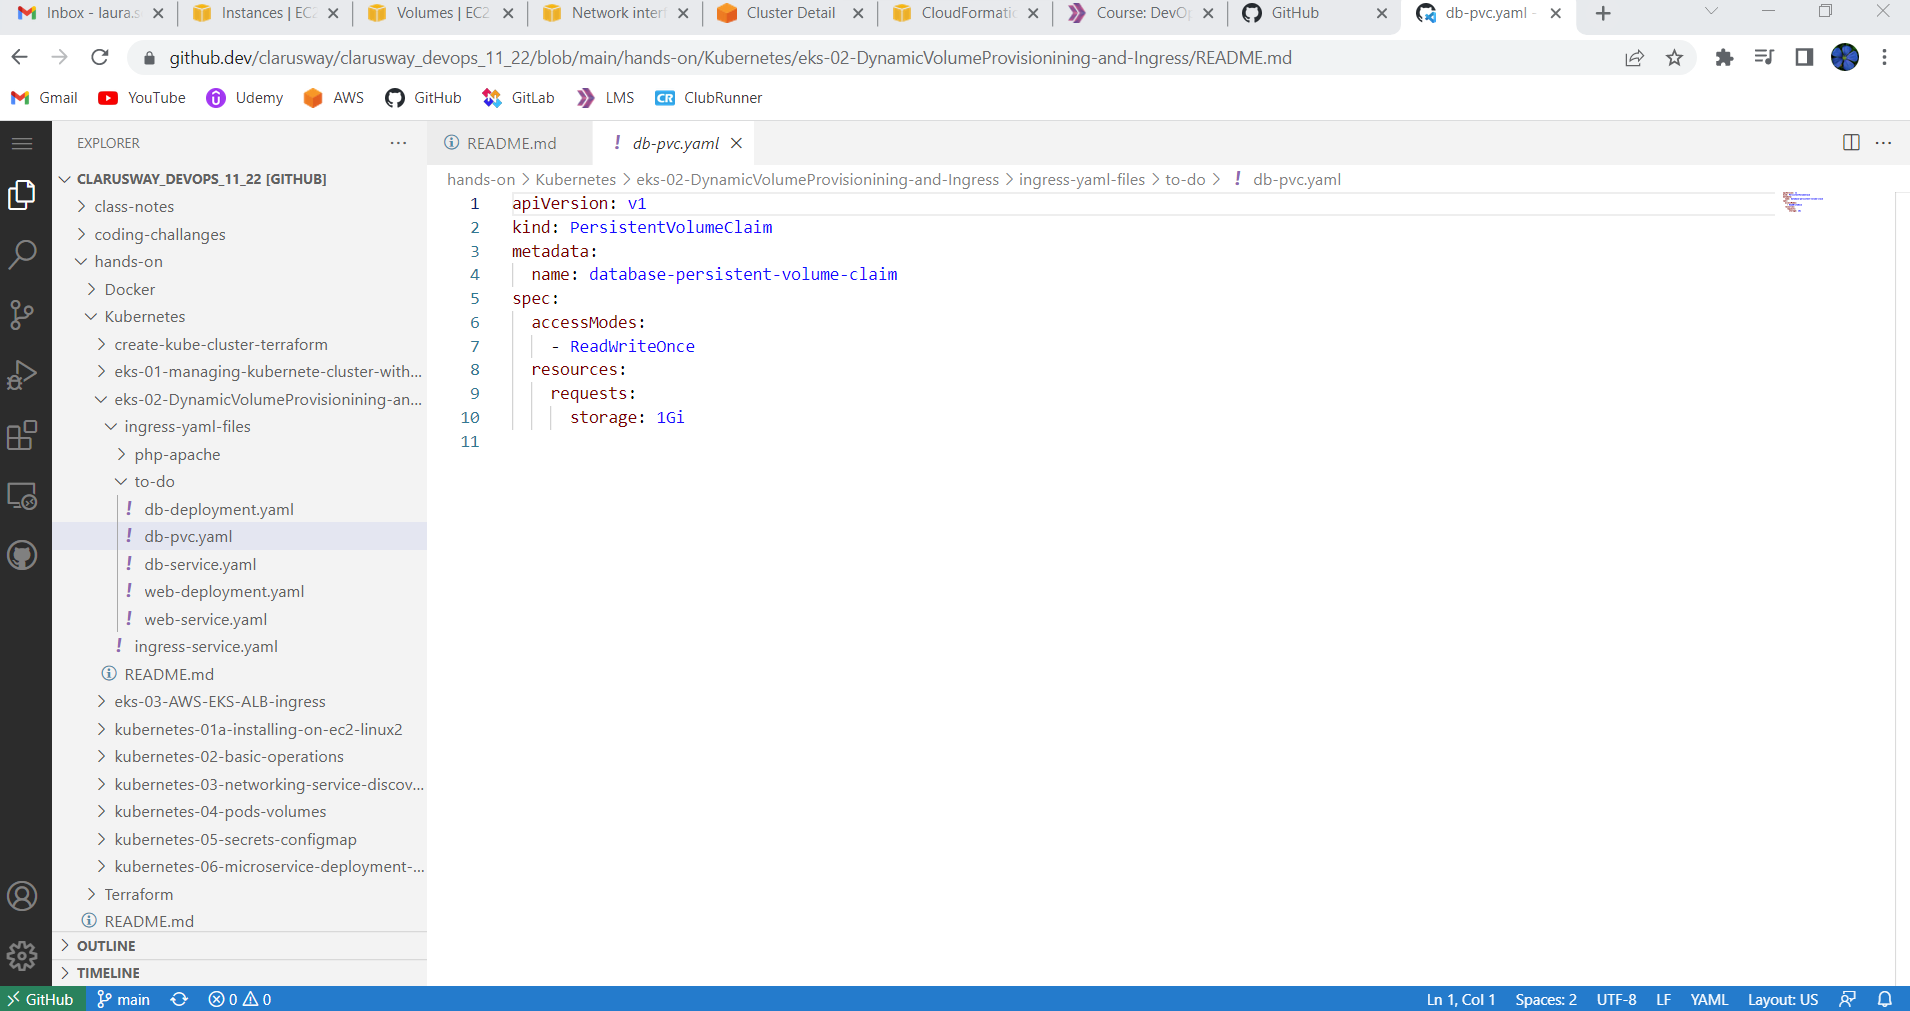 Inbox - laura.s
Instances | EC2
Volumes | EC2
Network interf
Cluster Detail
CloudFormatic
Course: DevOp
GitHub
db-pvc.yaml -
github.dev/clarusway/clarusway_devops_11_22/blob/main/hands-on/Kubernetes/eks-02-DynamicVolumeProvisionining-and-Ingress/README.md
Gmail YouTube Udemy AWS GitHub GitLab LMS CR ClubRunner
EXPLORER
README.md
! db-pvc.yaml
CLARUSWAY_DEVOPS_11_22 [GITHUB]
class-notes
coding-challanges
hands-on
Docker
Kubernetes
create-kube-cluster-terraform
eks-01-managing-kubernete-cluster-with...
eks-02-DynamicVolumeProvisionining-an...
ingress-yaml-files
php-apache
to-do
! db-deployment.yaml
! db-pvc.yaml
! db-service.yaml
! web-deployment.yaml
! web-service.yaml
! ingress-service.yaml
README.md
eks-03-AWS-EKS-ALB-ingress
kubernetes-01a-installing-on-ec2-linux2
kubernetes-02-basic-operations
kubernetes-03-networking-service-discov...
kubernetes-04-pods-volumes
kubernetes-05-secrets-configmap
kubernetes-06-microservice-deployment-...
Terraform
README.md
OUTLINE
TIMELINE
hands-on > Kubernetes > eks-02-DynamicVolumeProvisionining-and-Ingress > ingress-yaml-files > to-do > ! db-pvc.yaml
1 apiVersion: v1
2 kind: PersistentVolumeClaim
3 metadata:
4 name: database-persistent-volume-claim
5 spec:
6 accessModes:
7 - ReadWriteOnce
8 resources:
9 requests:
10 storage: 1Gi
11
GitHub main 0 0 Ln 1, Col 1 Spaces: 2 UTF-8 LF YAML Layout: US